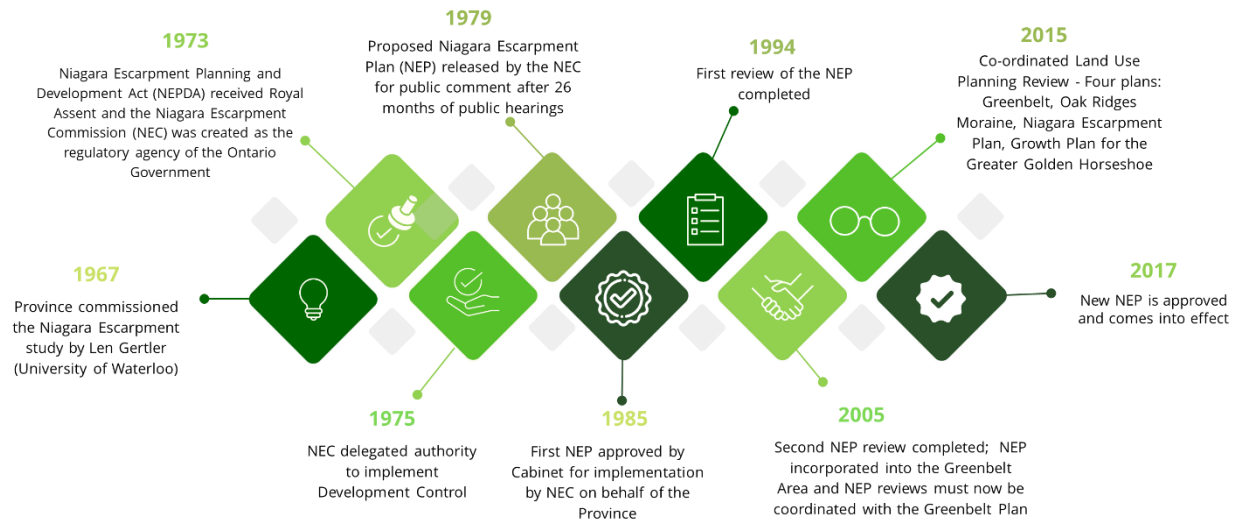 1967
Province commissioned
the Niagara Escarpment
study by Len Gertler
(University of Waterloo)
1973
Niagara Escarpment Planning and
Development Act (NEPDA) received Royal
Assent and the Niagara Escarpment
Commission (NEC) was created as the
regulatory agency of the Ontario
Government
1975
NEC delegated authority
to implement
Development Control
1979
Proposed Niagara Escarpment
Plan (NEP) released by the NEC
for public comment after 26
months of public hearings
1985
First NEP approved by
Cabinet for implementation
by NEC on behalf of the
Province
1994
First review of the NEP
completed
2005
Second NEP review completed; NEP
incorporated into the Greenbelt
Area and NEP reviews must now be
coordinated with the Greenbelt Plan
2015
Co-ordinated Land Use
Planning Review - Four plans:
Greenbelt, Oak Ridges
Moraine, Niagara Escarpment
Plan, Growth Plan for the
Greater Golden Horseshoe
2017
New NEP is approved
and comes into effect